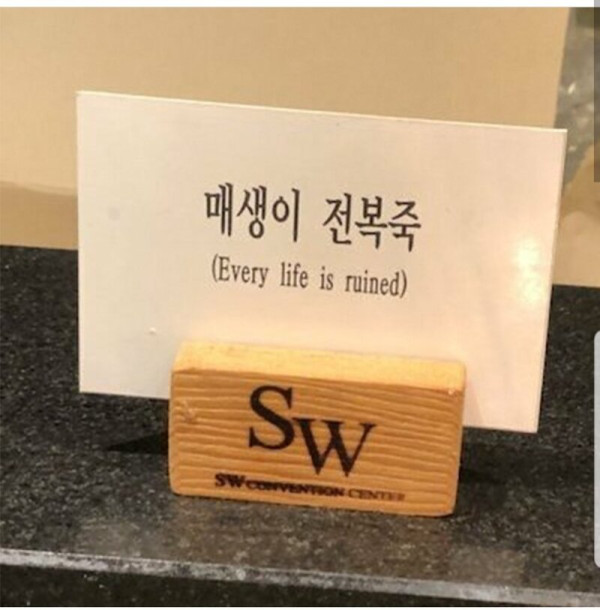 매생이 전복죽
(Every life is ruined)
SW
SW CONVENTION CENTER